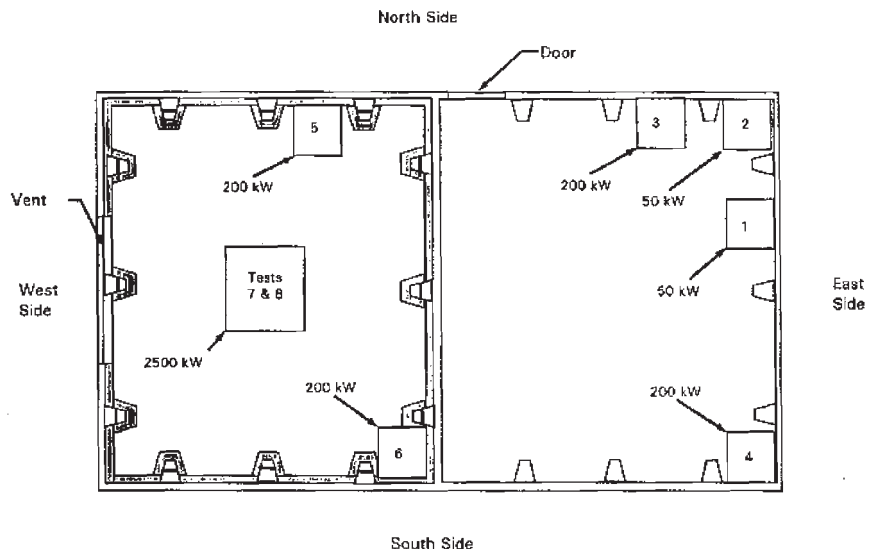 North Side
Door
5
3
2
200 kW
200 kW
50 kW
Vent
1
Tests
7 & 8
West
Side
50 kW
East
Side
2500 kW
200 kW
200 kW
6
4
South Side